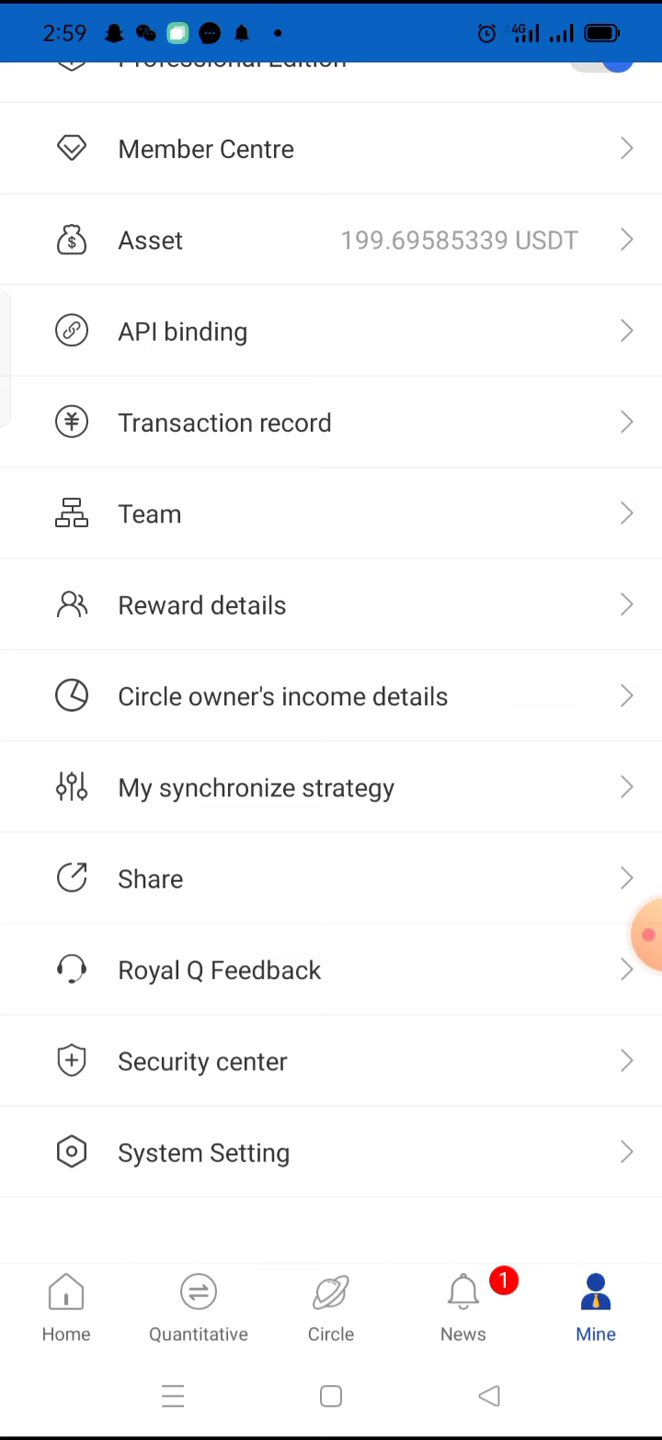 2:59
4G
Professional Edition
Member Centre
Asset 199.69585339 USDT
API binding
Transaction record
Team
Reward details
Circle owner's income details
My synchronize strategy
Share
Royal Q Feedback
Security center
System Setting
1
Home Quantitative Circle News Mine